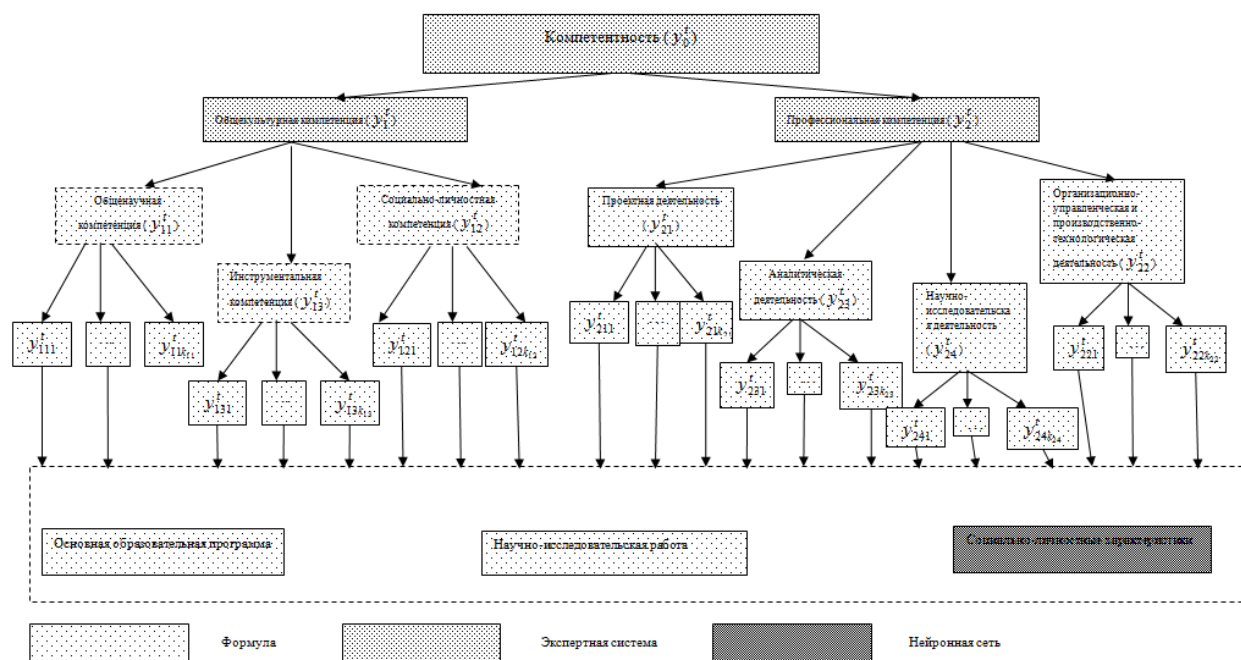 Компетентность (y₀ᵗ)
Общекультурная компетенция (y₁ᵗ)
Профессиональная компетенция (y₂ᵗ)
Общенаучная
компетенция (y₁₁ᵗ)
Социально-личностная
компетенция (y₁₂ᵗ)
Проектная деятельность
(y₂₁ᵗ)
Организационно-
управленческая и
производственно-
технологическая
деятельность (y₂₂ᵗ)
Инструментальная
компетенция (y₁₃ᵗ)
Аналитическая
деятельность (y₂₃ᵗ)
Научно-
исследовательска
я деятельность
(y₂₄ᵗ)
y₁₁₁ᵗ
...
y₁₁ₖ₁₁ᵗ
y₁₂₁ᵗ
...
y₁₂ₖ₁₂ᵗ
y₂₁₁ᵗ
...
y₂₁ₖ₂₁ᵗ
y₂₂₁ᵗ
...
y₂₂ₖ₂₂ᵗ
y₁₃₁ᵗ
...
y₁₃ₖ₁₃ᵗ
y₂₃₁ᵗ
...
y₂₃ₖ₂₃ᵗ
y₂₄₁ᵗ
...
y₂₄ₖ₂₄ᵗ
Основная образовательная программа
Научно-исследовательская работа
Социально-личностные характеристики
Формула
Экспертная система
Нейронная сеть